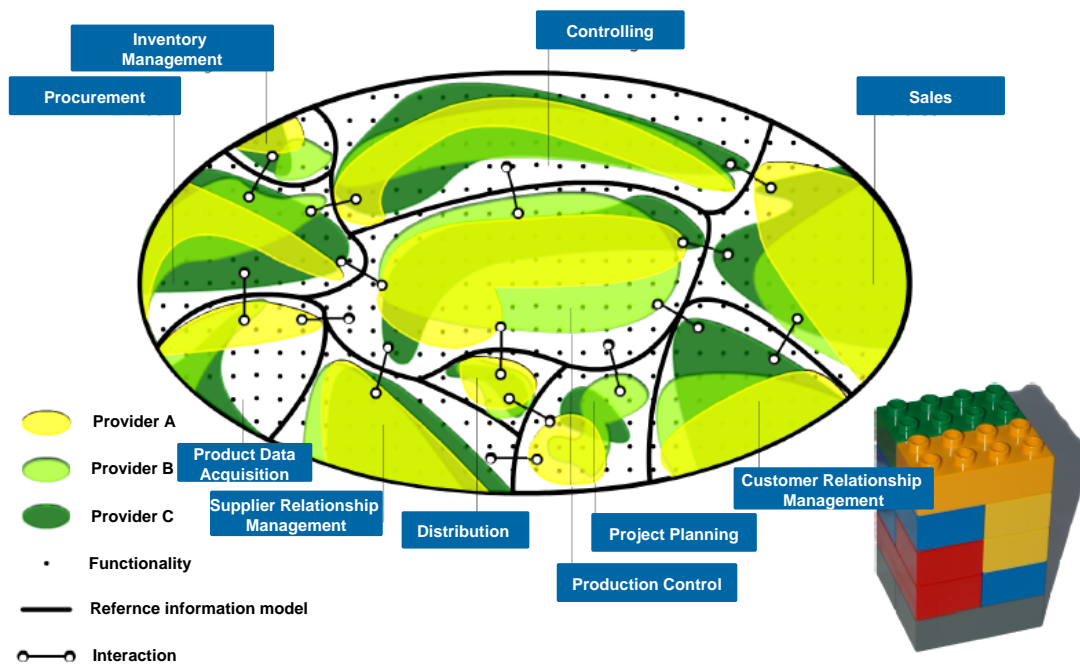 Inventory
Management
Controlling
Procurement
Sales
Provider A
Provider B
Provider C
Functionality
Refernce information model
Interaction
Product Data
Acquisition
Supplier Relationship
Management
Distribution
Project Planning
Production Control
Customer Relationship
Management